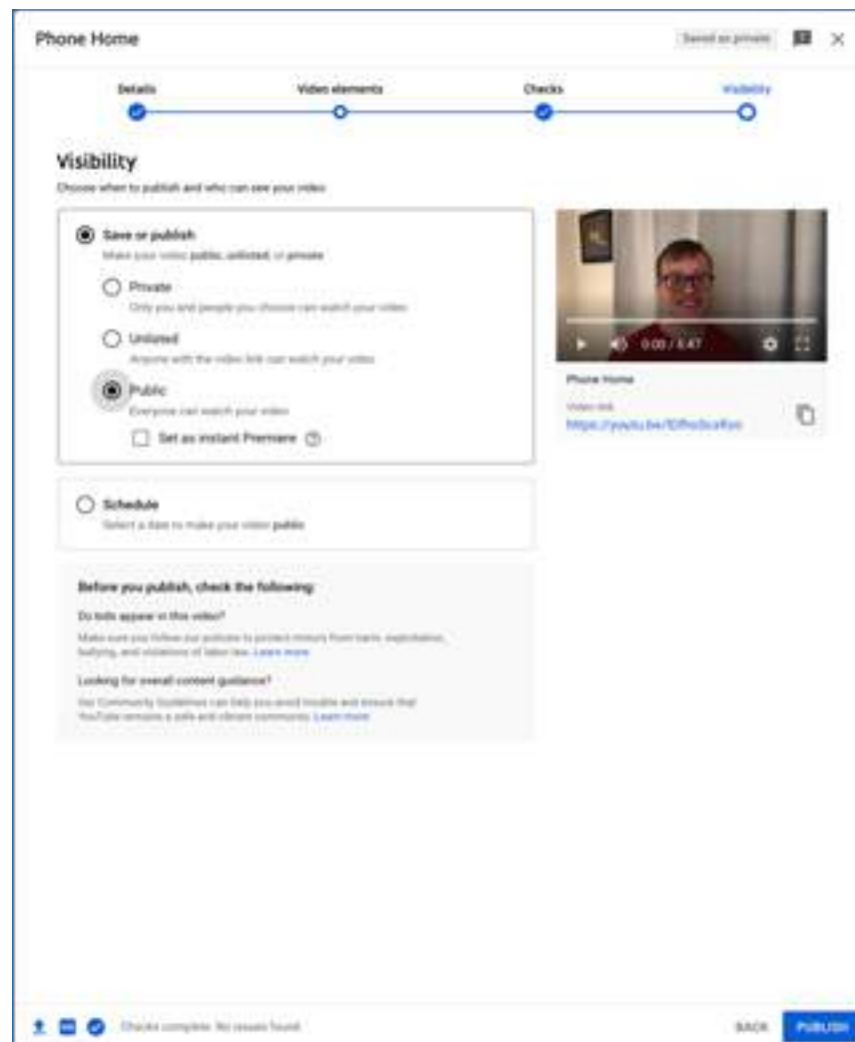 Phone Home
Saved as private
Details
Video elements
Checks
Visibility
Visibility
Choose when to publish and who can see your video
Save or publish
Make your video public, unlisted, or private
Private
Only you and people you choose can watch your video
Unlisted
Anyone with the video link can watch your video
Public
Everyone can watch your video
Set as instant Premiere
Schedule
Select a date to make your video public
0:00 / 6:47
Phone Home
Video link
Before you publish, check the following:
Do kids appear in this video?
Make sure you follow our policies to protect minors from harm, exploitation,
bullying, and violations of labor law. Learn more
Looking for overall content guidance?
Our Community Guidelines can help you avoid trouble and ensure that
YouTube remains a safe and vibrant community. Learn more
Checks complete. No issues found.
BACK
PUBLISH